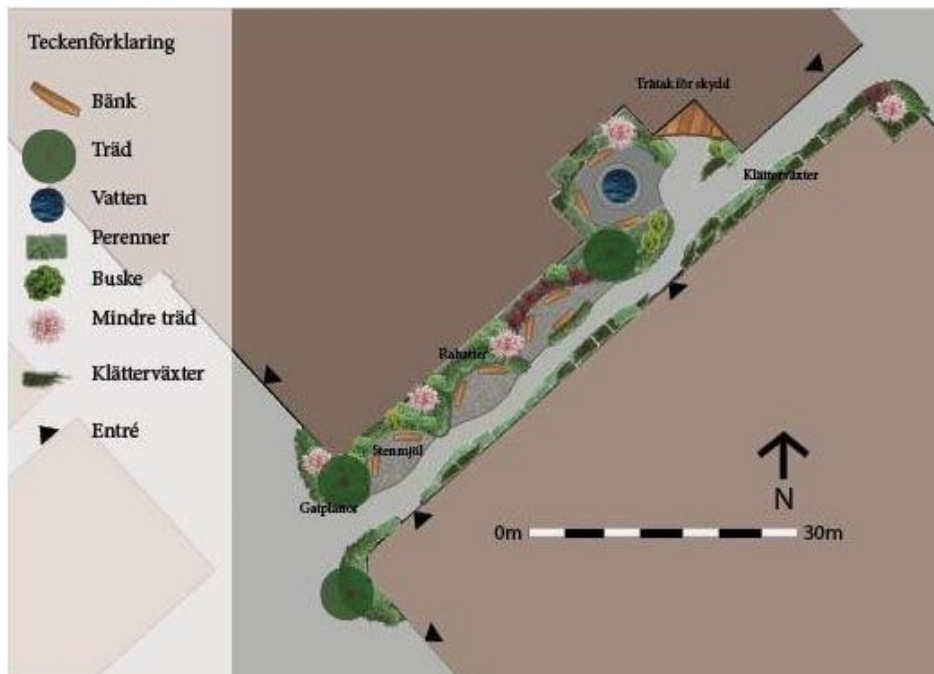 Teckenförklaring
Bänk
Träd
Vatten
Perenner
Buske
Mindre träd
Klätterväxter
Entré
Trätak för skydd
Klätterväxter
Rabatter
Stenmjöl
Gatplattor
N
0m 30m